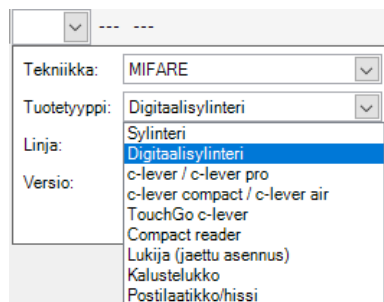 --- ---
Tekniikka: MIFARE
Tuotetyyppi: Digitaalisylinteri
Linja:
Versio:
Sylinteri
Digitaalisylinteri
c-lever / c-lever pro
c-lever compact / c-lever air
TouchGo c-lever
Compact reader
Lukija (jaettu asennus)
Kalustelukko
Postilaatikko/hissi